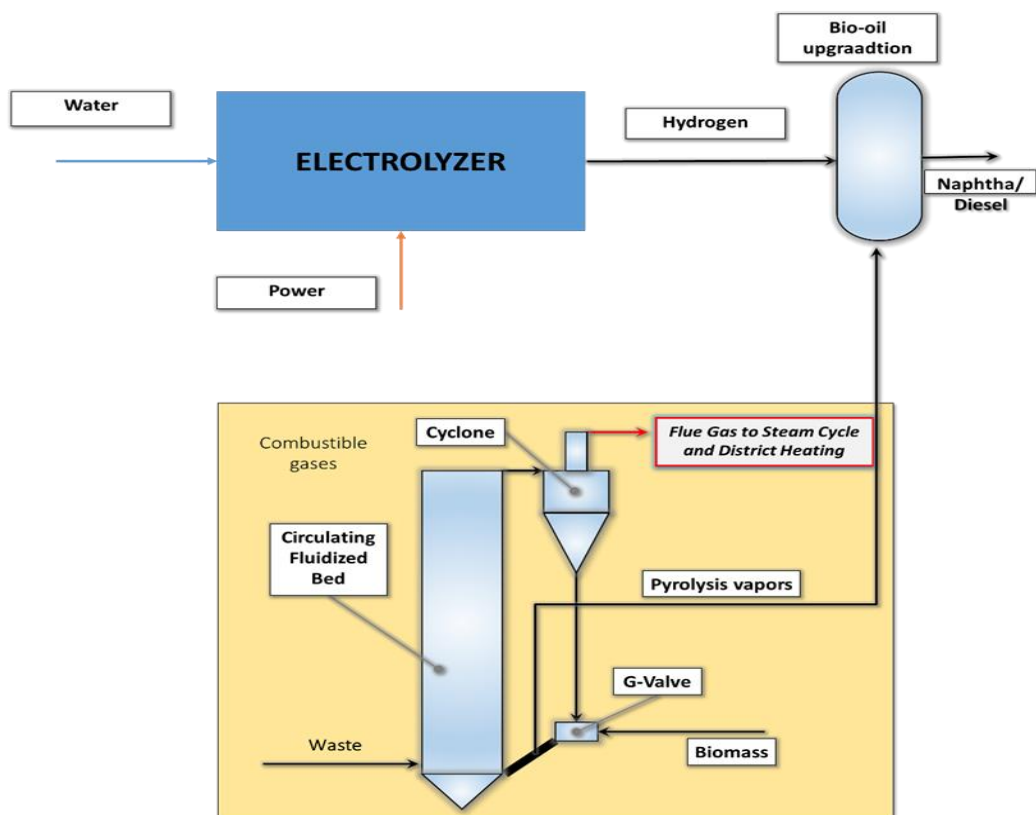 Bio-oil
upgraadtion
Water
Hydrogen
ELECTROLYZER
Naphtha/
Diesel
Power
Combustible
gases
Cyclone
Flue Gas to Steam Cycle
and District Heating
Circulating
Fluidized
Bed
Pyrolysis vapors
G-Valve
Waste
Biomass